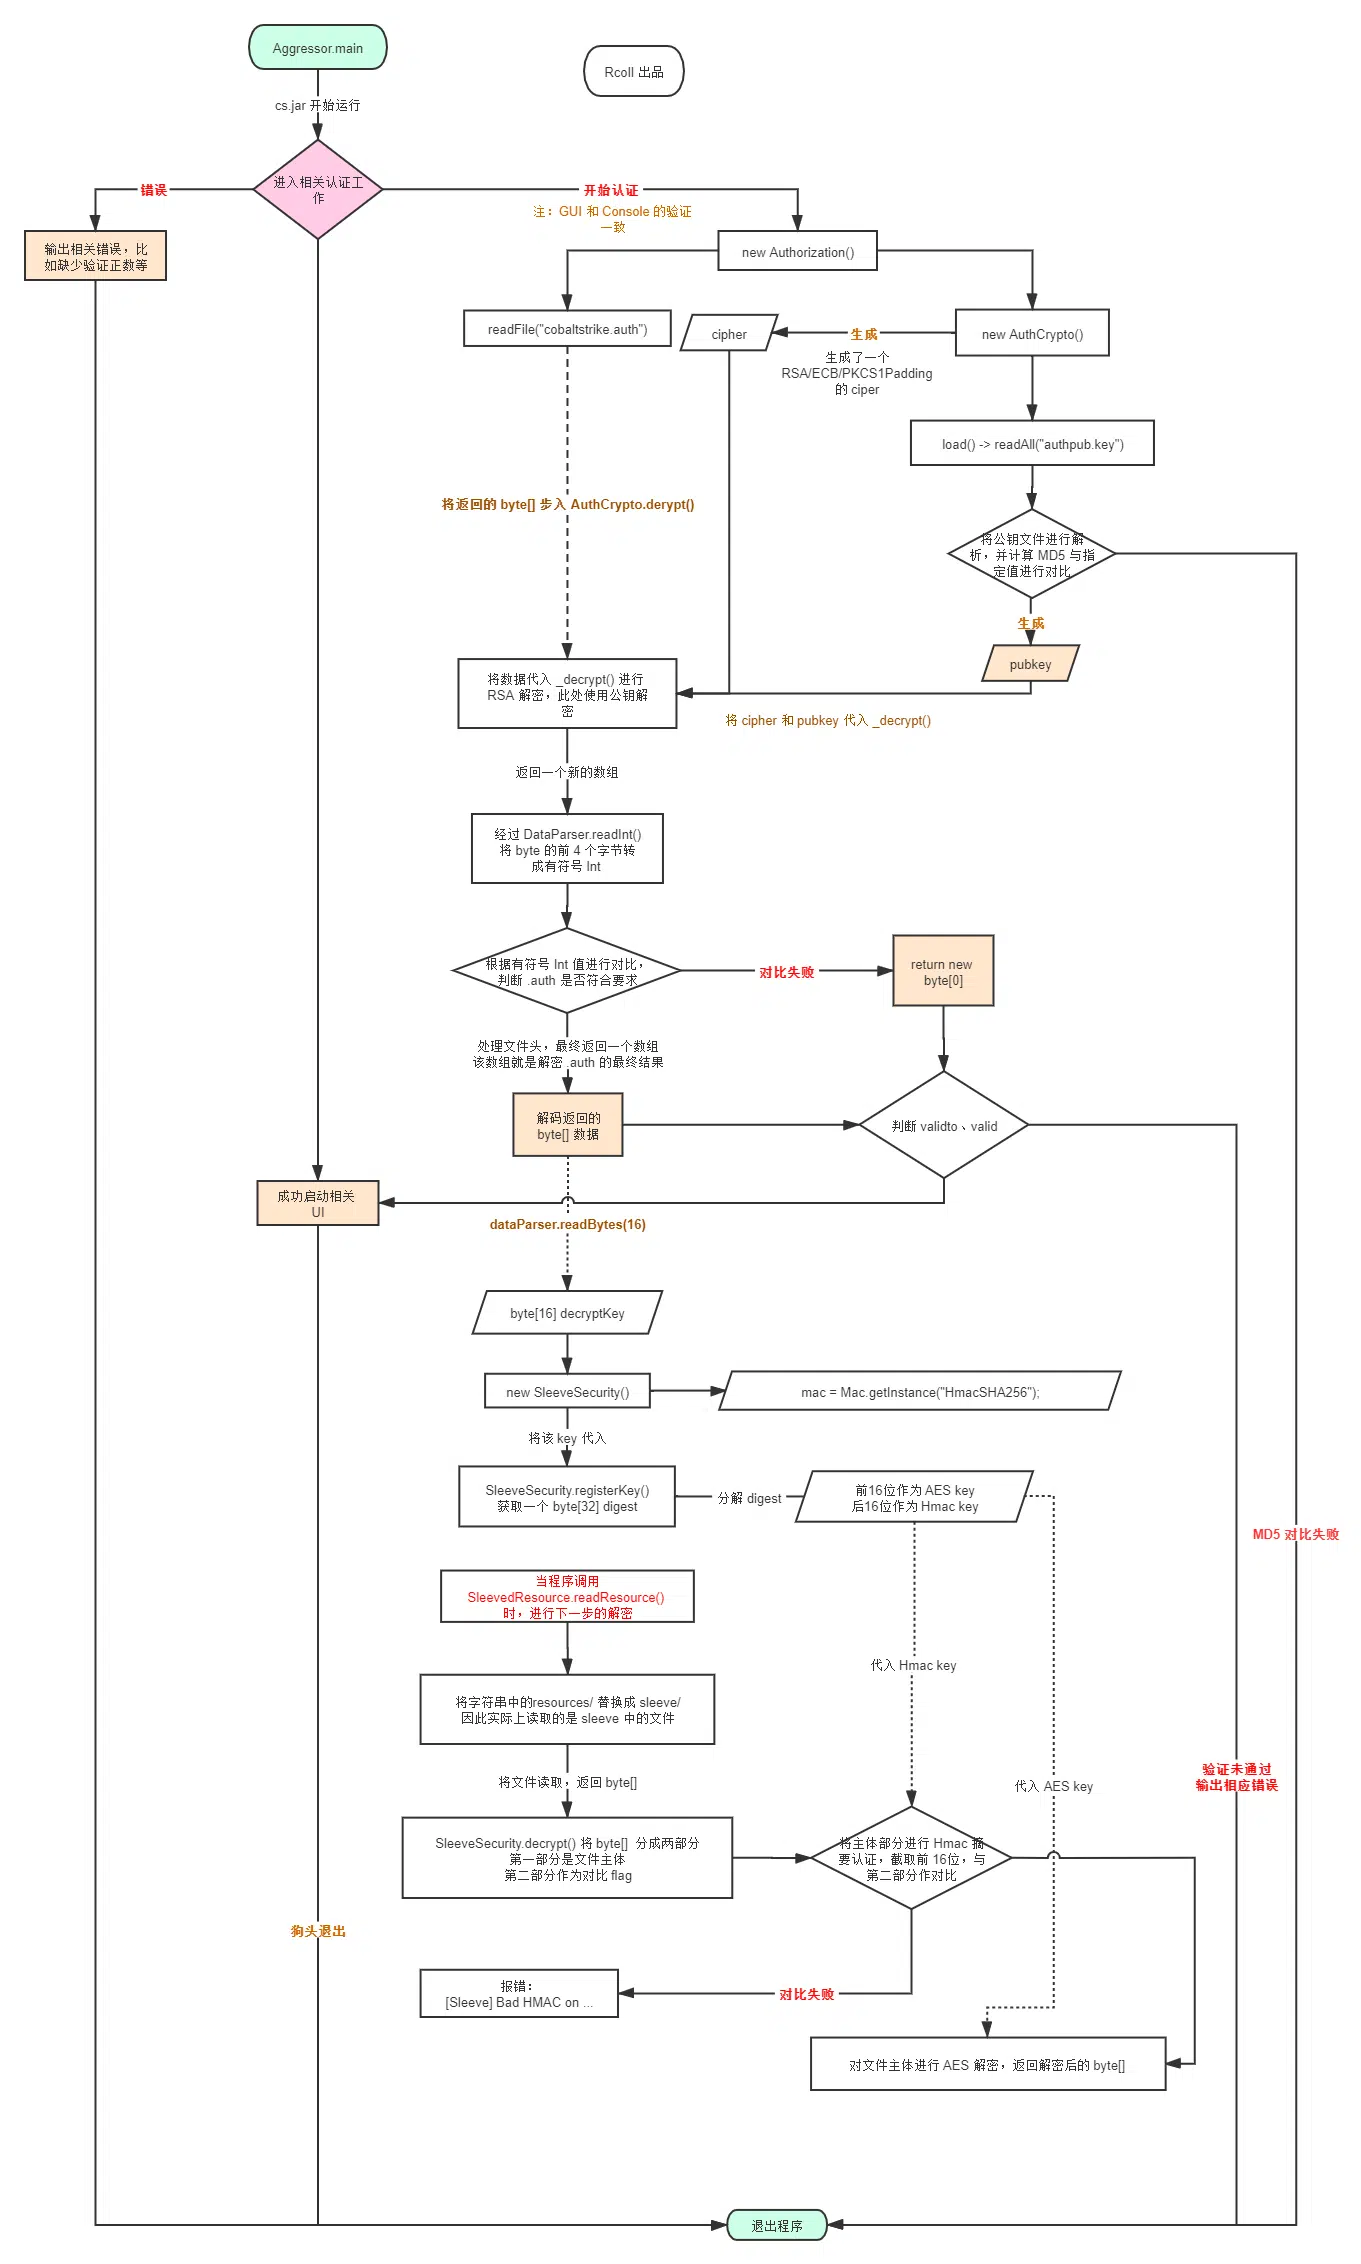 Aggressor.main
Rcoll 出品
cs.jar 开始运行
进入相关认证工
作
错误
开始认证
注：GUI 和 Console 的验证
一致
输出相关错误，比
如缺少验证正数等
new Authorization()
readFile("cobaltstrike.auth")
cipher
生成
new AuthCrypto()
生成了一个
RSA/ECB/PKCS1Padding
的 ciper
load() -> readAll("authpub.key")
将返回的 byte[] 步入 AuthCrypto.derypt()
将公钥文件进行解
析，并计算 MD5 与指
定值进行对比
生成
pubkey
将数据代入 _decrypt() 进行
RSA 解密，此处使用公钥解
密
将 cipher 和 pubkey 代入 _decrypt()
返回一个新的数组
经过 DataParser.readInt()
将 byte 的前 4 个字节转
成有符号 Int
根据有符号 Int 值进行对比，
判断 .auth 是否符合要求
对比失败
return new
byte[0]
处理文件头，最终返回一个数组
该数组就是解密 .auth 的最终结果
解码返回的
byte[] 数据
判断 validto、valid
成功启动相关
UI
dataParser.readBytes(16)
byte[16] decryptKey
new SleeveSecurity()
mac = Mac.getInstance("HmacSHA256");
将该 key 代入
SleeveSecurity.registerKey()
获取一个 byte[32] digest
分解 digest
前16位作为 AES key
后16位作为 Hmac key
MD5 对比失败
当程序调用
SleevedResource.readResource()
时，进行下一步的解密
代入 Hmac key
将字符串中的resources/ 替换成 sleeve/
因此实际上读取的是 sleeve 中的文件
将文件读取，返回 byte[]
代入 AES key
验证未通过
输出相应错误
SleeveSecurity.decrypt() 将 byte[] 分成两部分
第一部分是文件主体
第二部分作为对比 flag
将主体部分进行 Hmac 摘
要认证，截取前 16位，与
第二部分作对比
狗头退出
报错：
[Sleeve] Bad HMAC on ...
对比失败
对文件主体进行 AES 解密，返回解密后的 byte[]
退出程序